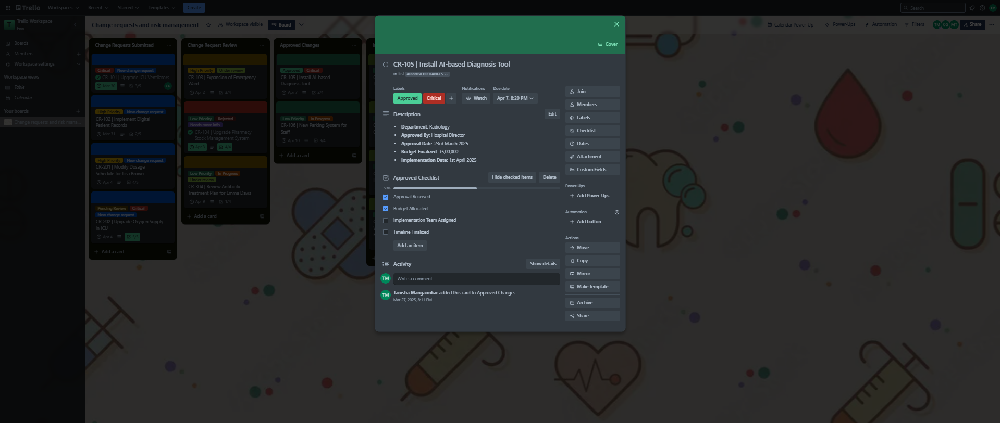 Trello
Workspaces
Recent
Starred
Templates
Create
Search
TM
T
Trello Workspace
Free
Boards
Members
Workspace settings
Workspace views
Table
Calendar
Your boards
Change requests and risk mana...
Change requests and risk management
Workspace visible
Board
Calendar Power-Up
Power-Ups
Automation
Filters
TM
CG
MT
Share
Change Requests Submitted
Critical
New change request
CR-101 | Upgrade ICU Ventilators
Mar 30
3/5
CG
High Priority
New change request
CR-102 | Implement Digital
Patient Records
Mar 31
2/5
High Priority
New change request
CR-201 | Modify Dosage
Schedule for Lisa Brown
Apr 4
4/5
Pending Review
Critical
New change request
CR-202 | Upgrade Oxygen Supply
in ICU
Apr 4
5/5
Add a card
Change Request Review
High Priority
Under review
CR-103 | Expansion of Emergency
Ward
Apr 2
3/4
Low Priority
Rejected
Needs more info
CR-104 | Upgrade Pharmacy
Stock Management System
Apr 3
4/4
Low Priority
In Progress
Under review
CR-304 | Review Antibiotic
Treatment Plan for Emma Davis
Apr 9
1/4
Add a card
Approved Changes
Approved
Critical
CR-105 | Install AI-based
Diagnosis Tool
Apr 7
2/4
Low Priority
In Progress
CR-106 | New Parking System for
Staff
Apr 10
3/4
Add a card
Cover
CR-105 | Install AI-based Diagnosis Tool
in list APPROVED CHANGES
Labels
Notifications
Due date
Approved
Critical
Watch
Apr 7, 8:20 PM
Description
Edit
• Department: Radiology
• Approved By: Hospital Director
• Approval Date: 23rd March 2025
• Budget Finalized: ₹5,00,000
• Implementation Date: 1st April 2025
Approved Checklist
Hide checked items
Delete
50%
Approval Received
Budget Allocated
Implementation Team Assigned
Timeline Finalized
Add an item
Activity
Show details
TM
Write a comment...
TM
Tanisha Mangaonkar added this card to Approved Changes
Mar 27, 2025, 8:11 PM
Join
Members
Labels
Checklist
Dates
Attachment
Custom Fields
Power-Ups
Add Power-Ups
Automation
Add button
Actions
Move
Copy
Mirror
Make template
Archive
Share